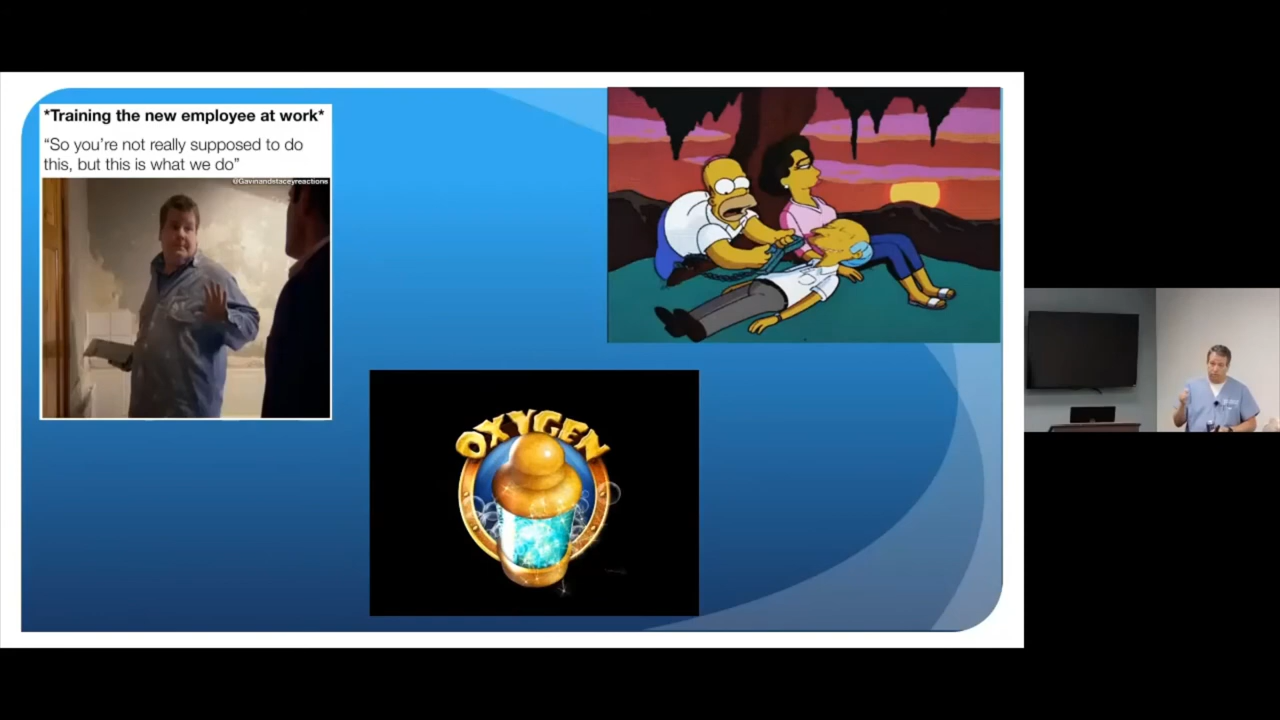 *Training the new employee at work*
“So you’re not really supposed to do
this, but this is what we do”
@Gavinandstaceyreactions
OXYGEN